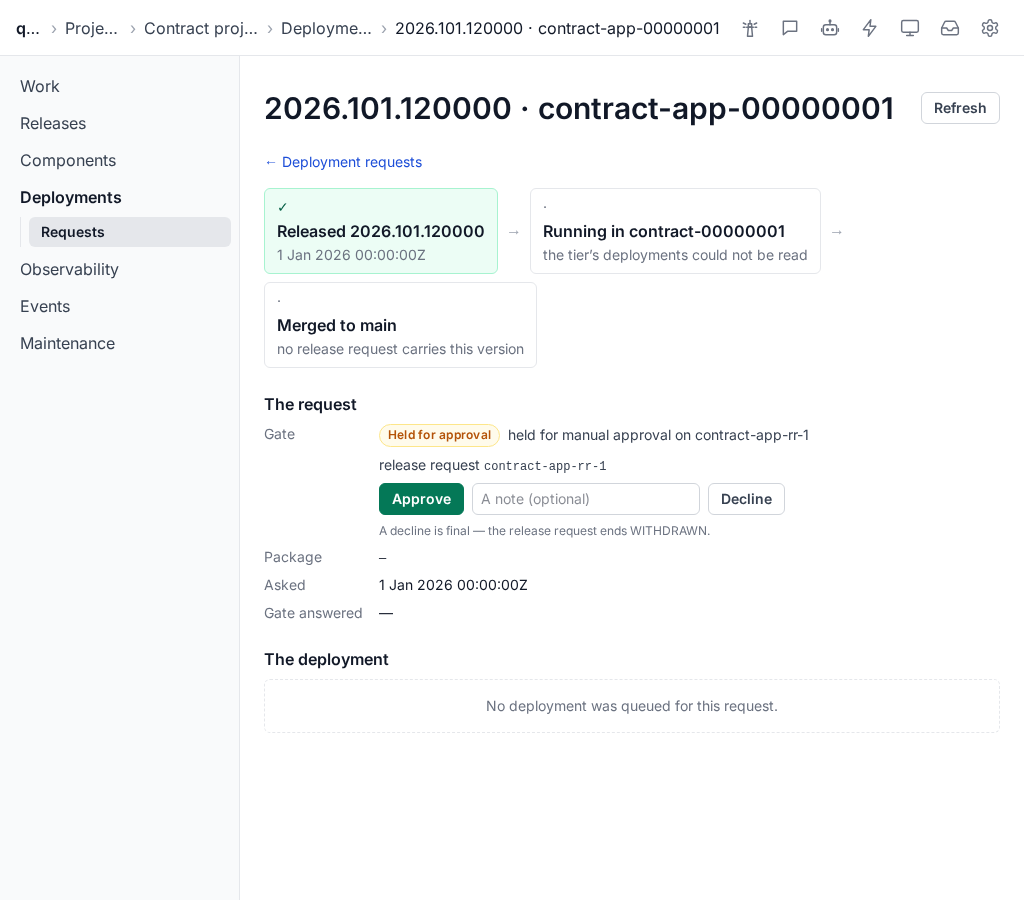 q… › Proje… › Contract proj… › Deployme… › 2026.101.120000 · contract-app-00000001
Work
Releases
Components
Deployments
Requests
Observability
Events
Maintenance
2026.101.120000 · contract-app-00000001
Refresh
← Deployment requests
✓
Released 2026.101.120000
1 Jan 2026 00:00:00Z
→
·
Running in contract-00000001
the tier’s deployments could not be read
→
·
Merged to main
no release request carries this version
The request
Gate
Held for approval held for manual approval on contract-app-rr-1
release request contract-app-rr-1
Approve A note (optional) Decline
A decline is final — the release request ends WITHDRAWN.
Package –
Asked 1 Jan 2026 00:00:00Z
Gate answered —
The deployment
No deployment was queued for this request.